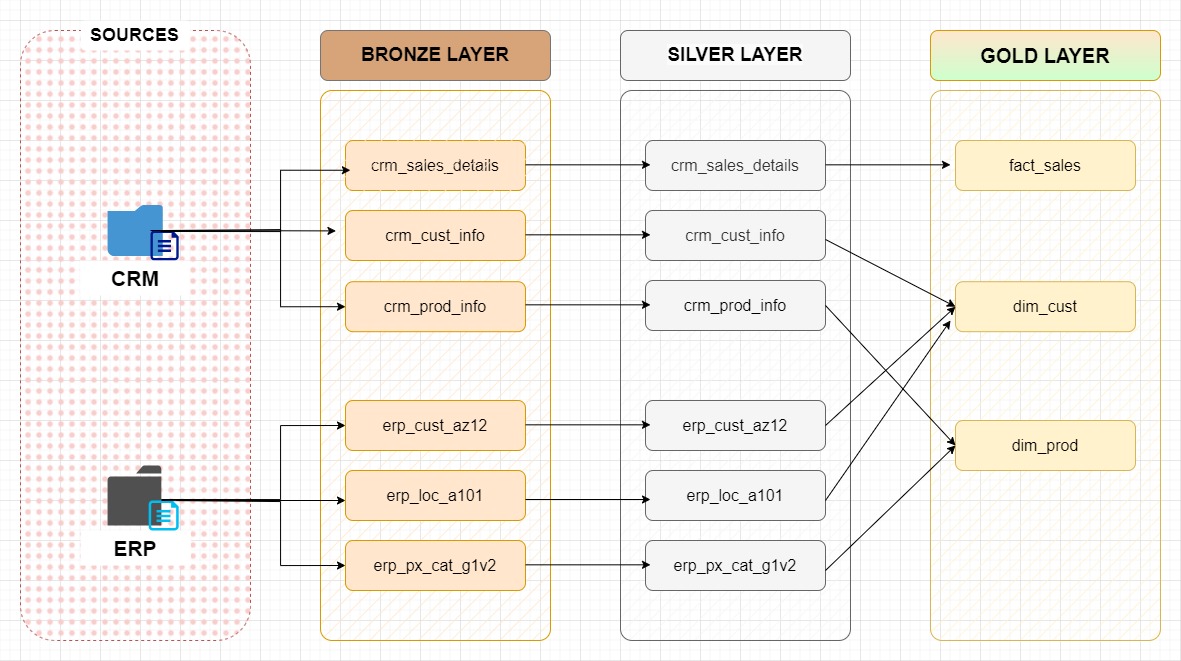 SOURCES
BRONZE LAYER
SILVER LAYER
GOLD LAYER
crm_sales_details
crm_sales_details
fact_sales
crm_cust_info
crm_cust_info
CRM
crm_prod_info
crm_prod_info
dim_cust
erp_cust_az12
erp_cust_az12
dim_prod
erp_loc_a101
erp_loc_a101
ERP
erp_px_cat_g1v2
erp_px_cat_g1v2